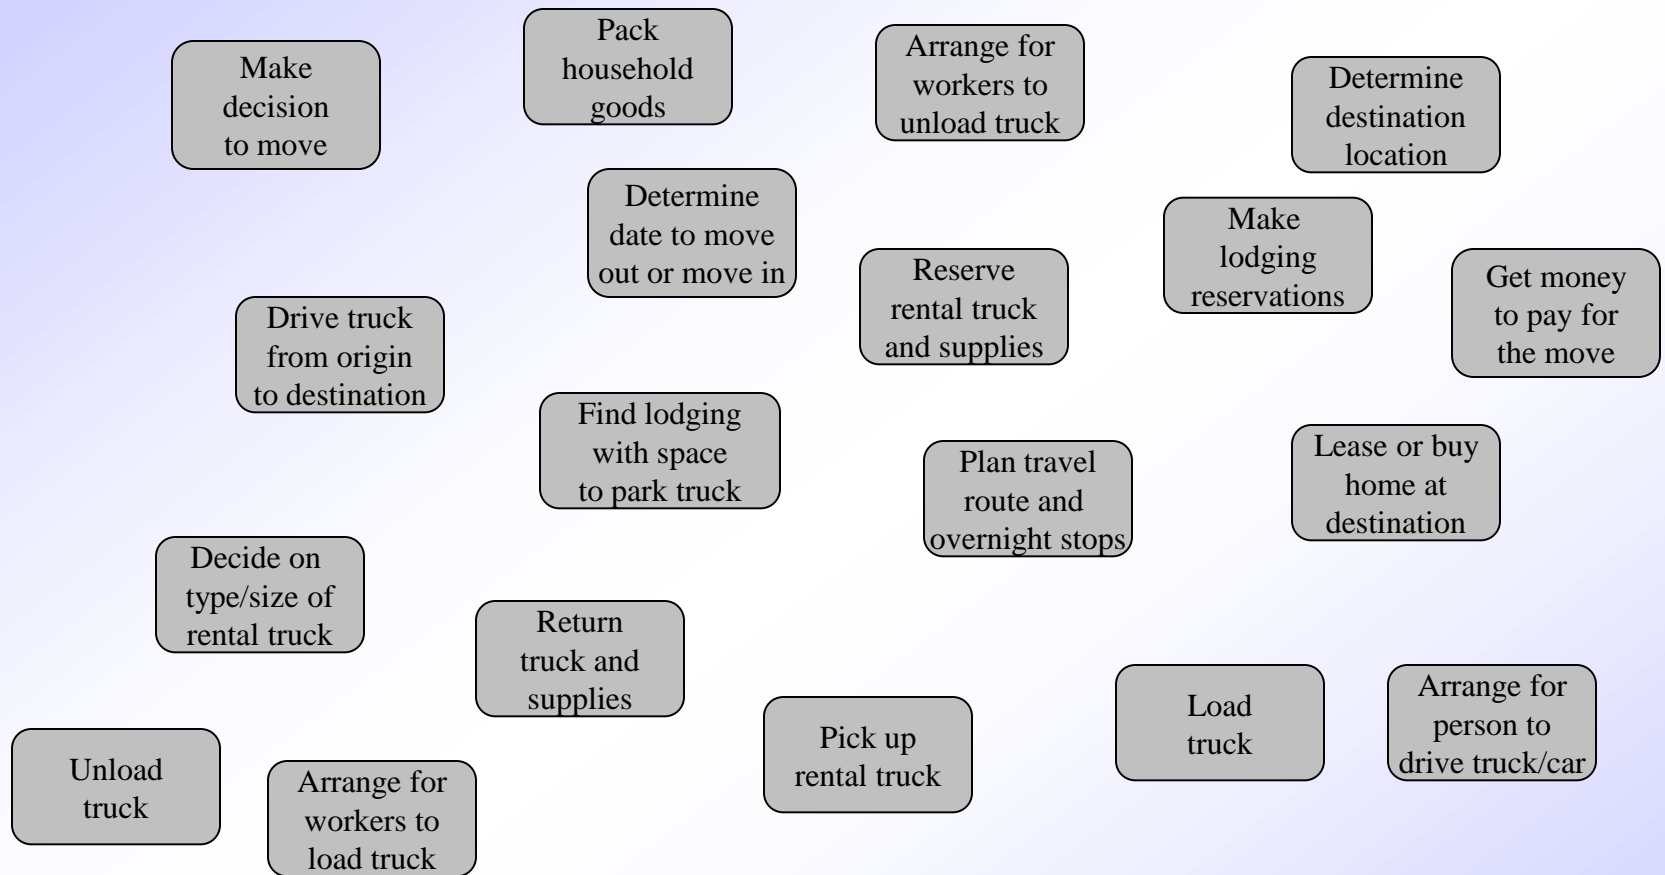 Make
decision
to move
Pack
household
goods
Arrange for
workers to
unload truck
Determine
destination
location
Determine
date to move
out or move in
Make
lodging
reservations
Reserve
rental truck
and supplies
Get money
to pay for
the move
Drive truck
from origin
to destination
Find lodging
with space
to park truck
Plan travel
route and
overnight stops
Lease or buy
home at
destination
Decide on
type/size of
rental truck
Return
truck and
supplies
Load
truck
Arrange for
person to
drive truck/car
Pick up
rental truck
Unload
truck
Arrange for
workers to
load truck